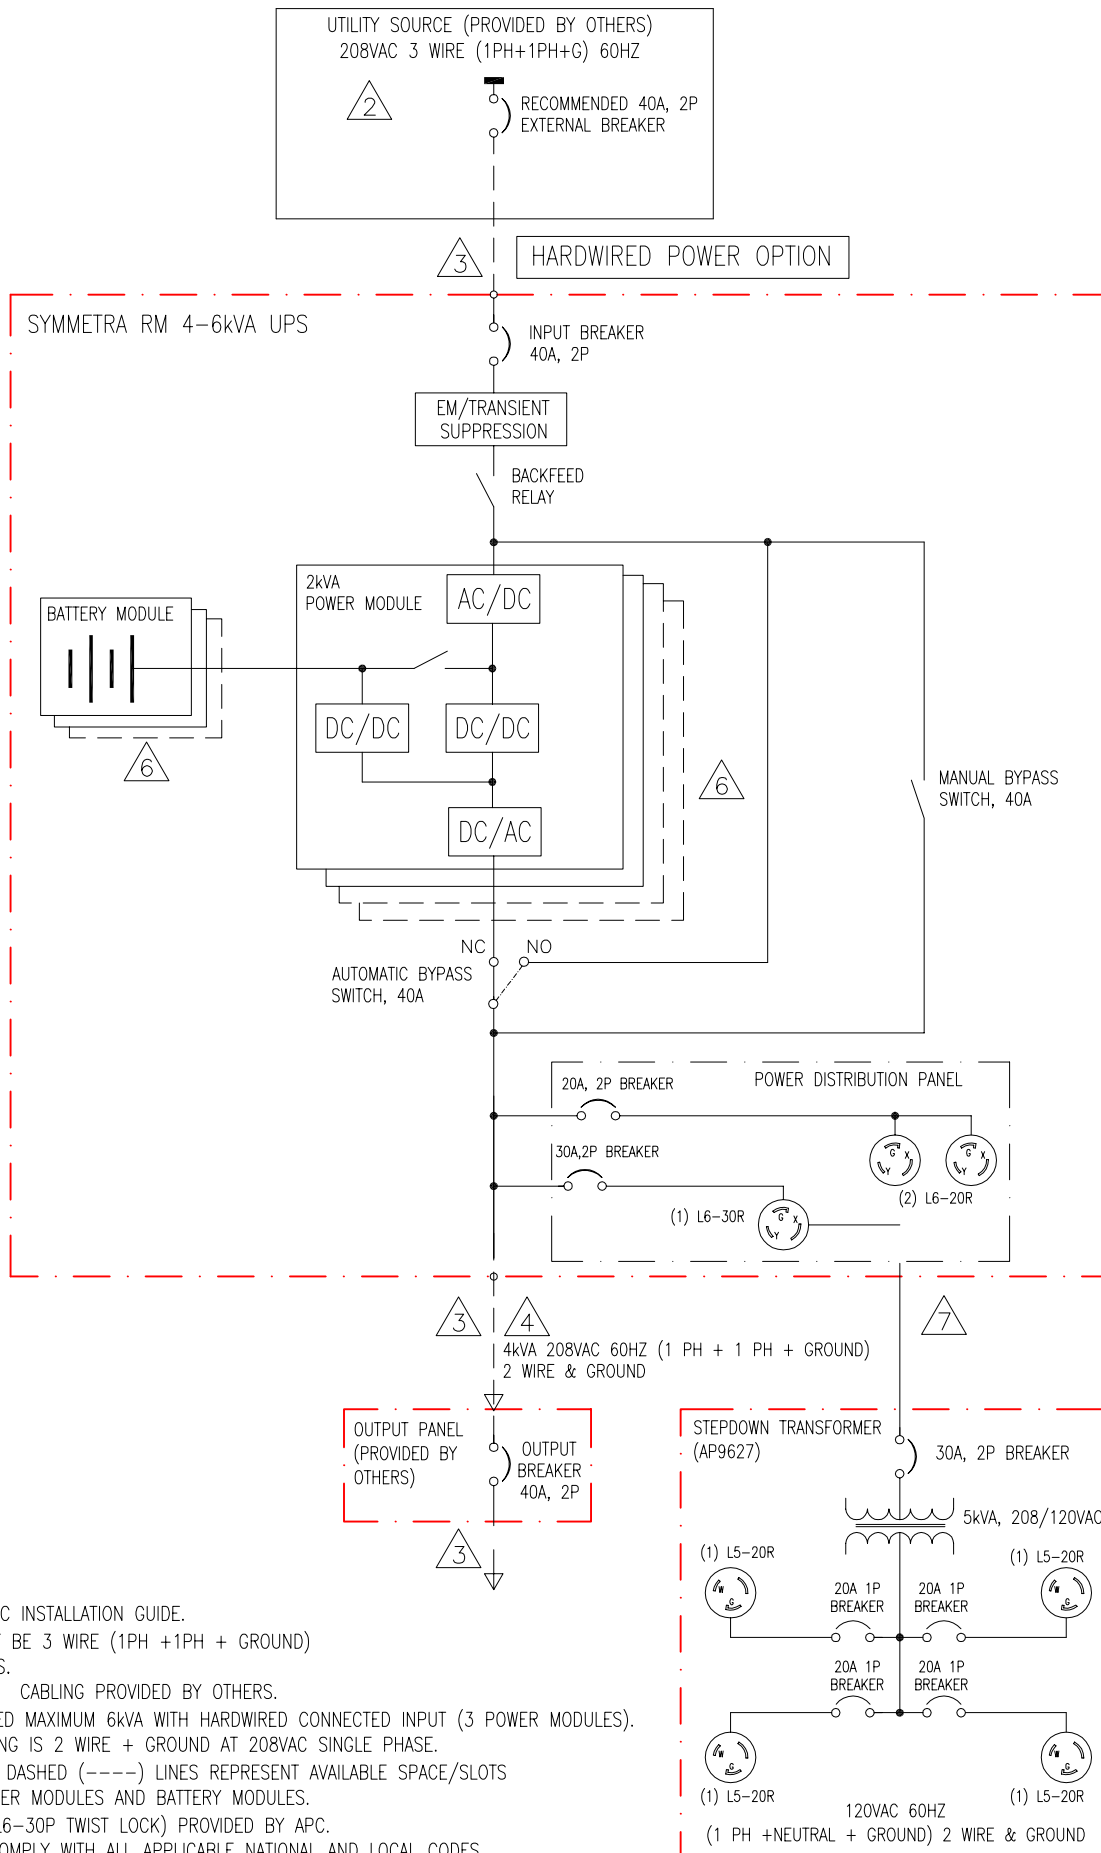 UTILITY SOURCE (PROVIDED BY OTHERS)
208VAC 3 WIRE (1PH+1PH+G) 60HZ
2
RECOMMENDED 40A, 2P
EXTERNAL BREAKER
3
HARDWIRED POWER OPTION
SYMMETRA RM 4-6kVA UPS
INPUT BREAKER
40A, 2P
EM/TRANSIENT
SUPPRESSION
BACKFEED
RELAY
2kVA
POWER MODULE
AC/DC
BATTERY MODULE
DC/DC
DC/DC
6
6
MANUAL BYPASS
SWITCH, 40A
DC/AC
NC
NO
AUTOMATIC BYPASS
SWITCH, 40A
20A, 2P BREAKER
POWER DISTRIBUTION PANEL
30A,2P BREAKER
G X Y
G X Y
(2) L6-20R
(1) L6-30R
G X Y
3
4
7
4kVA 208VAC 60HZ (1 PH + 1 PH + GROUND)
2 WIRE & GROUND
OUTPUT PANEL
(PROVIDED BY
OTHERS)
OUTPUT
BREAKER
40A, 2P
STEPDOWN TRANSFORMER
(AP9627)
30A, 2P BREAKER
5kVA, 208/120VAC
3
(1) L5-20R
(1) L5-20R
W G
W G
20A 1P
BREAKER
20A 1P
BREAKER
20A 1P
BREAKER
20A 1P
BREAKER
W G
W G
(1) L5-20R
(1) L5-20R
120VAC 60HZ
(1 PH +NEUTRAL + GROUND) 2 WIRE & GROUND
C INSTALLATION GUIDE.
BE 3 WIRE (1PH +1PH + GROUND)
S.
CABLING PROVIDED BY OTHERS.
ED MAXIMUM 6kVA WITH HARDWIRED CONNECTED INPUT (3 POWER MODULES).
NG IS 2 WIRE + GROUND AT 208VAC SINGLE PHASE.
DASHED (----) LINES REPRESENT AVAILABLE SPACE/SLOTS
ER MODULES AND BATTERY MODULES.
L6-30P TWIST LOCK) PROVIDED BY APC.
OMPLY WITH ALL APPLICABLE NATIONAL AND LOCAL CODES